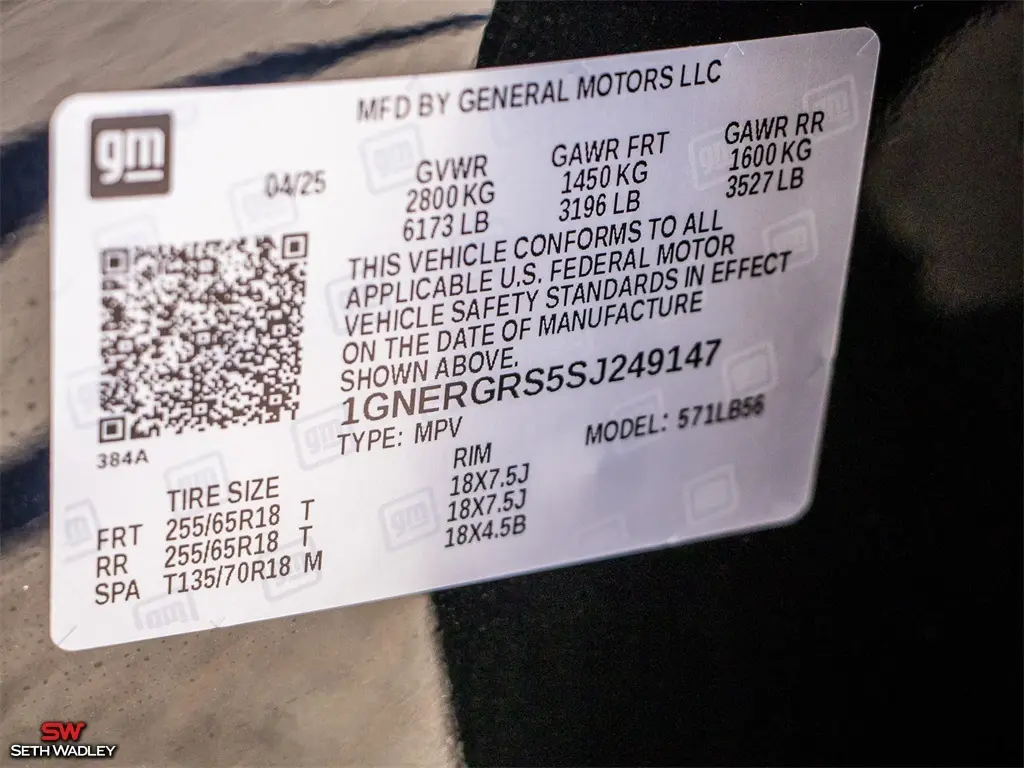 gm
MFD BY GENERAL MOTORS LLC
04/25
GVWR
2800 KG
6173 LB
GAWR FRT
1450 KG
3196 LB
GAWR RR
1600 KG
3527 LB
THIS VEHICLE CONFORMS TO ALL
APPLICABLE U.S. FEDERAL MOTOR
VEHICLE SAFETY STANDARDS IN EFFECT
ON THE DATE OF MANUFACTURE
SHOWN ABOVE.
1GNERGRS5SJ249147
TYPE: MPV MODEL: 571LB56
384A
TIRE SIZE RIM
FRT 255/65R18 T 18X7.5J
RR 255/65R18 T 18X7.5J
SPA T135/70R18 M 18X4.5B
SW
SETH WADLEY